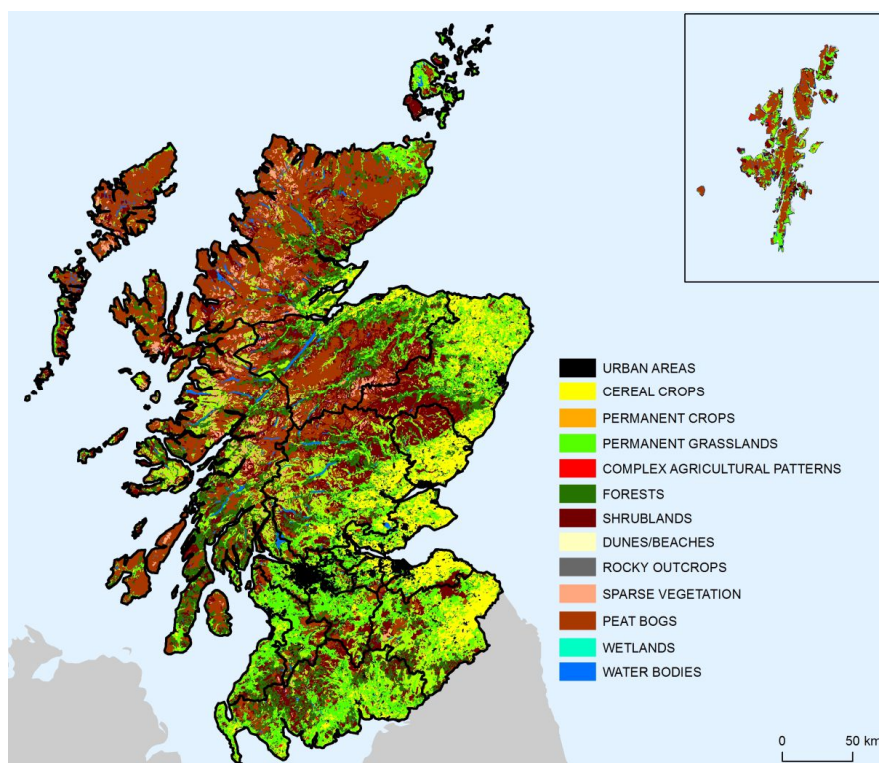 URBAN AREAS
CEREAL CROPS
PERMANENT CROPS
PERMANENT GRASSLANDS
COMPLEX AGRICULTURAL PATTERNS
FORESTS
SHRUBLANDS
DUNES/BEACHES
ROCKY OUTCROPS
SPARSE VEGETATION
PEAT BOGS
WETLANDS
WATER BODIES
0 50 km